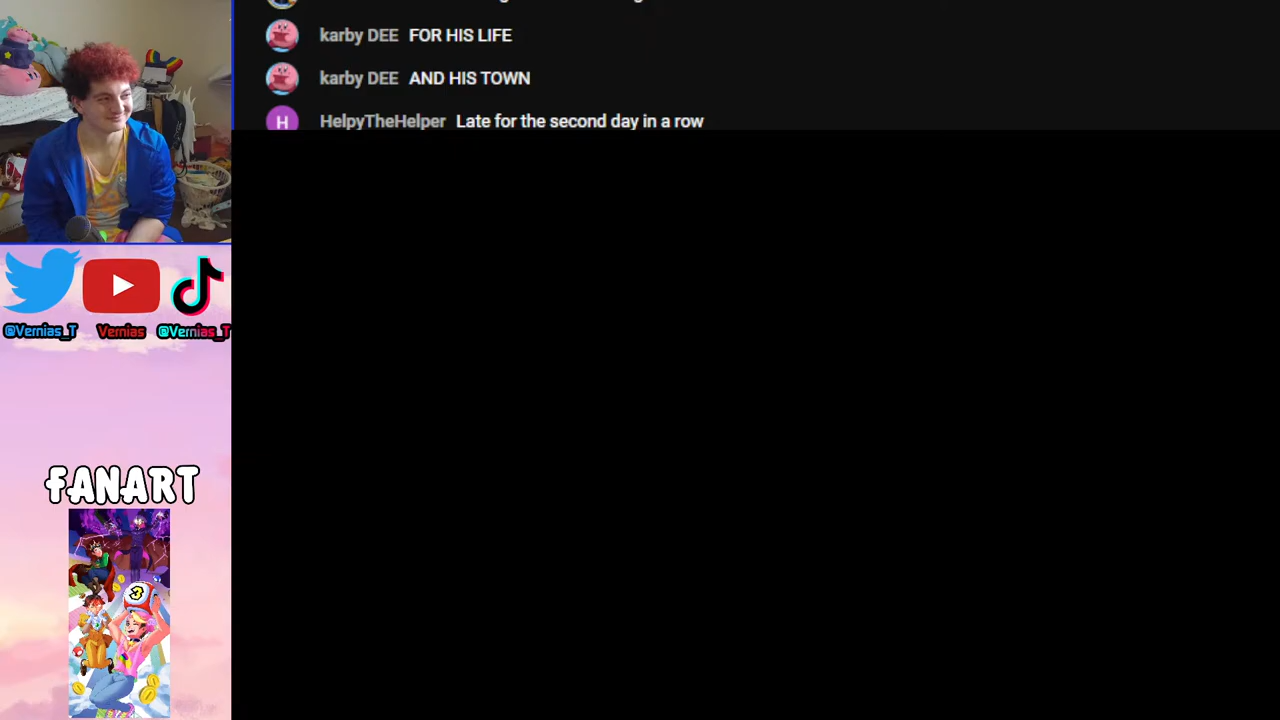 karby DEE FOR HIS LIFE
karby DEE AND HIS TOWN
H HelpyTheHelper Late for the second day in a row
@Vernias_T Vernias @Vernias_T
FANART
3